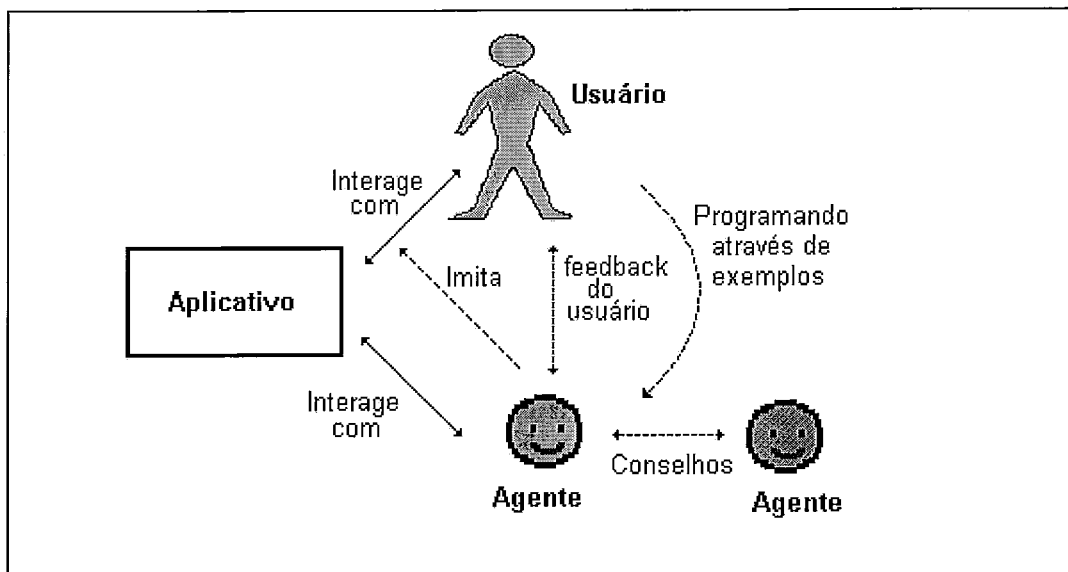 Usuário
Interage
com
Programando
através de
exemplos
Imita
feedback
do
usuário
Aplicativo
Interage
com
Conselhos
Agente
Agente